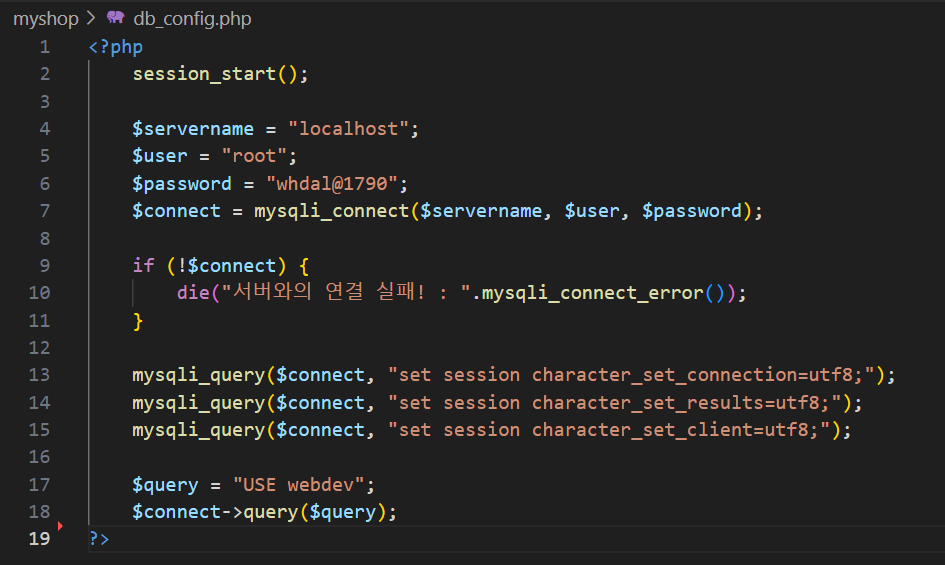 myshop > db_config.php
1 <?php
2 session_start();
3
4 $servername = "localhost";
5 $user = "root";
6 $password = "whdal@1790";
7 $connect = mysqli_connect($servername, $user, $password);
8
9 if (!$connect) {
10 die("서버와의 연결 실패! : ".mysqli_connect_error());
11 }
12
13 mysqli_query($connect, "set session character_set_connection=utf8;");
14 mysqli_query($connect, "set session character_set_results=utf8;");
15 mysqli_query($connect, "set session character_set_client=utf8;");
16
17 $query = "USE webdev";
18 $connect->query($query);
19 ?>